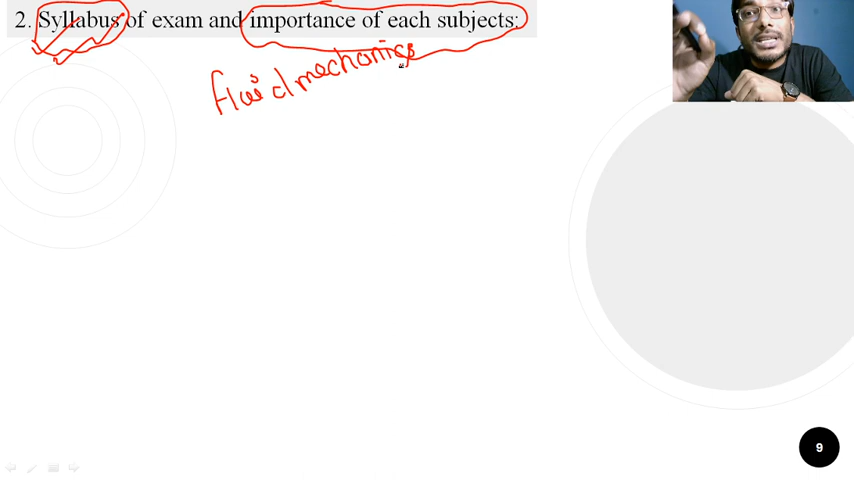 2. Syllabus of exam and importance of each subjects:
fluid mechanics
9